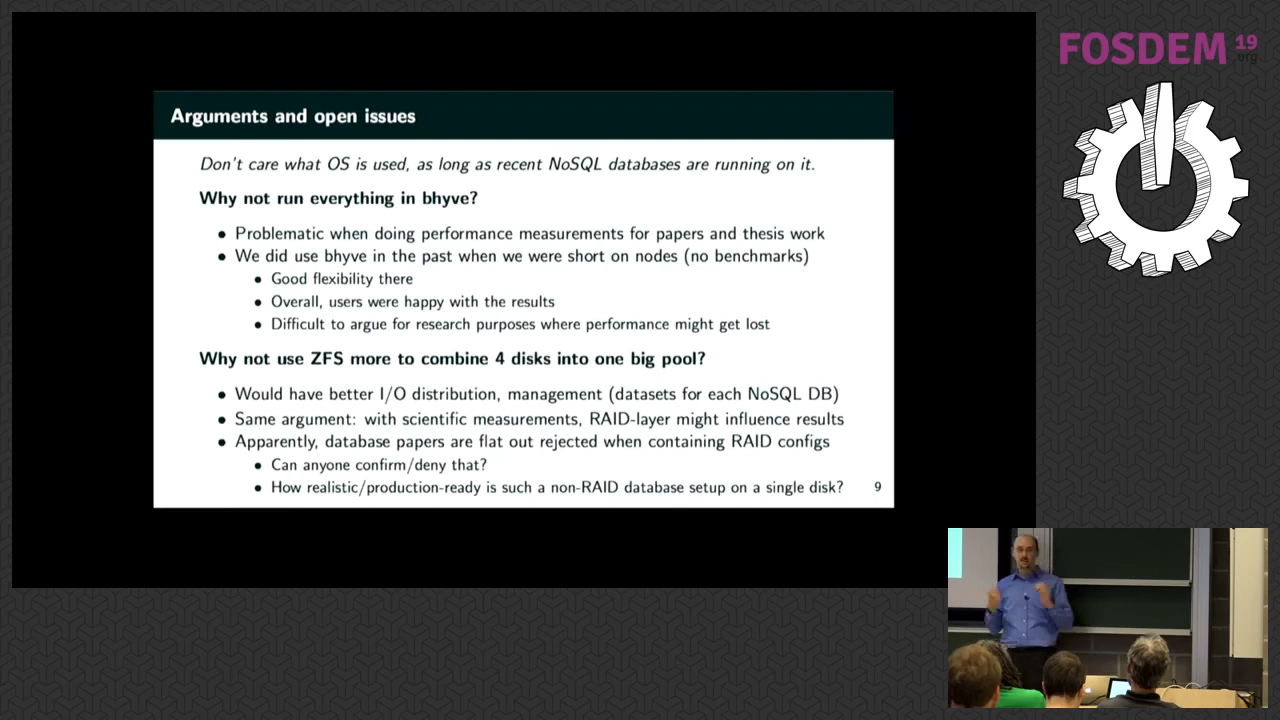 FOSDEM 19
.org
Arguments and open issues
Don't care what OS is used, as long as recent NoSQL databases are running on it.
Why not run everything in bhyve?
• Problematic when doing performance measurements for papers and thesis work
• We did use bhyve in the past when we were short on nodes (no benchmarks)
• Good flexibility there
• Overall, users were happy with the results
• Difficult to argue for research purposes where performance might get lost
Why not use ZFS more to combine 4 disks into one big pool?
• Would have better I/O distribution, management (datasets for each NoSQL DB)
• Same argument: with scientific measurements, RAID-layer might influence results
• Apparently, database papers are flat out rejected when containing RAID configs
• Can anyone confirm/deny that?
• How realistic/production-ready is such a non-RAID database setup on a single disk?
9